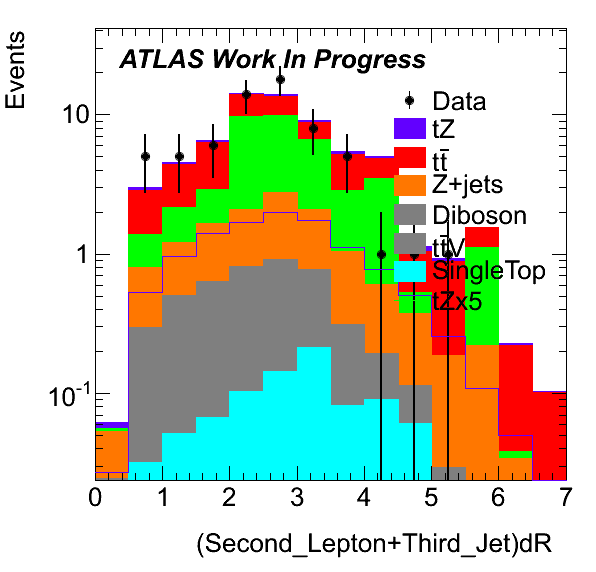 Events
ATLAS Work In Progress
10
1
10⁻¹
Data
tZ
tt̄
Z+jets
Diboson
tt̄V
SingleTop
tZx5
0 1 2 3 4 5 6 7
(Second_Lepton+Third_Jet)dR